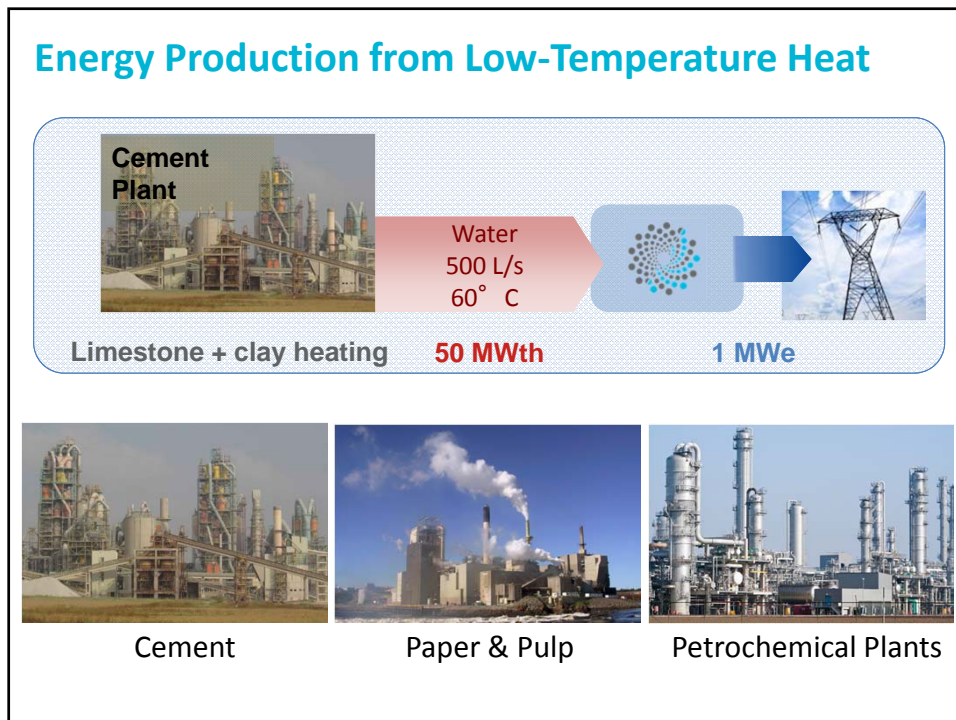 Energy Production from Low-Temperature Heat
Cement
Plant
Water
500 L/s
60° C
Limestone + clay heating
50 MWth
1 MWe
Cement
Paper & Pulp
Petrochemical Plants